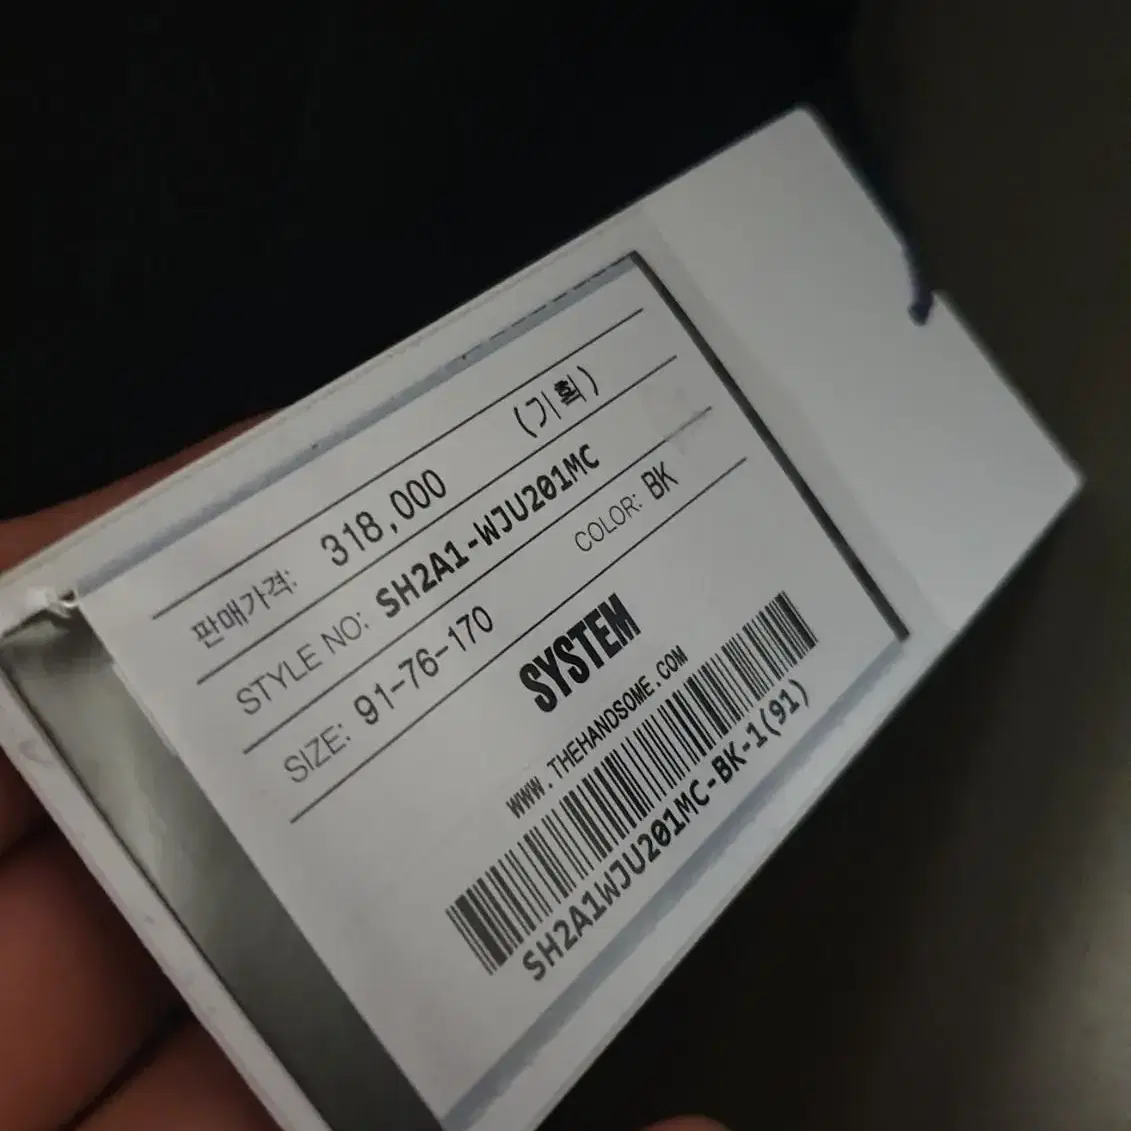 판매가격: 318,000 (기획)
STYLE NO: SH2A1-WJU201MC
SIZE: 91-76-170 COLOR: BK
SYSTEM
WWW.THEHANDSOME.COM
SH2A1WJU201MC-BK-1(91)